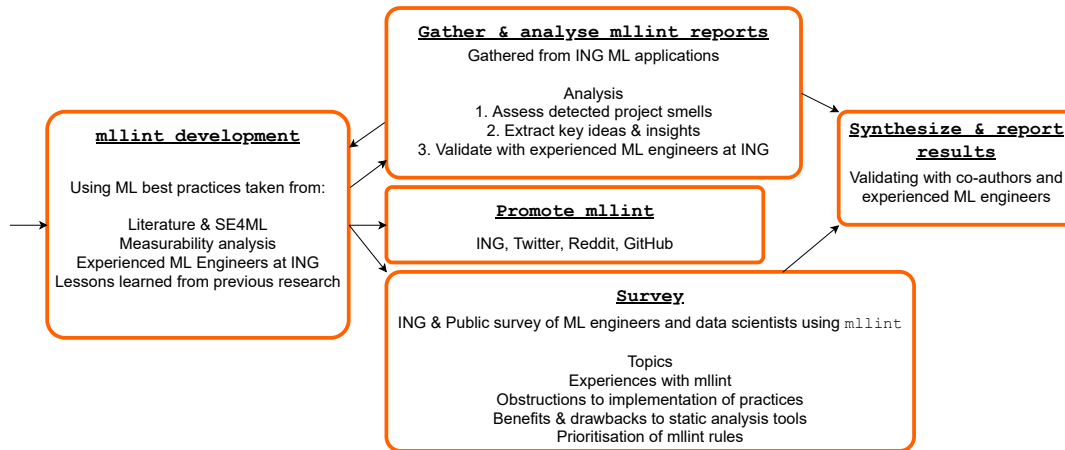 mllint development
Using ML best practices taken from:
Literature & SE4ML
Measurability analysis
Experienced ML Engineers at ING
Lessons learned from previous research
Gather & analyse mllint reports
Gathered from ING ML applications
Analysis
1. Assess detected project smells
2. Extract key ideas & insights
3. Validate with experienced ML engineers at ING
Promote mllint
ING, Twitter, Reddit, GitHub
Survey
ING & Public survey of ML engineers and data scientists using mllint
Topics
Experiences with mllint
Obstructions to implementation of practices
Benefits & drawbacks to static analysis tools
Prioritisation of mllint rules
Synthesize & report
results
Validating with co-authors and
experienced ML engineers